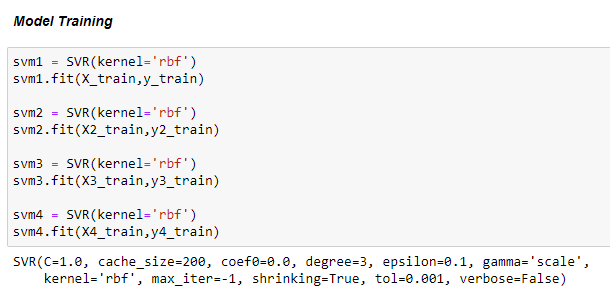 Model Training
svm1 = SVR(kernel='rbf')
svm1.fit(X_train,y_train)
svm2 = SVR(kernel='rbf')
svm2.fit(X2_train,y2_train)
svm3 = SVR(kernel='rbf')
svm3.fit(X3_train,y3_train)
svm4 = SVR(kernel='rbf')
svm4.fit(X4_train,y4_train)
SVR(C=1.0, cache_size=200, coef0=0.0, degree=3, epsilon=0.1, gamma='scale',
    kernel='rbf', max_iter=-1, shrinking=True, tol=0.001, verbose=False)